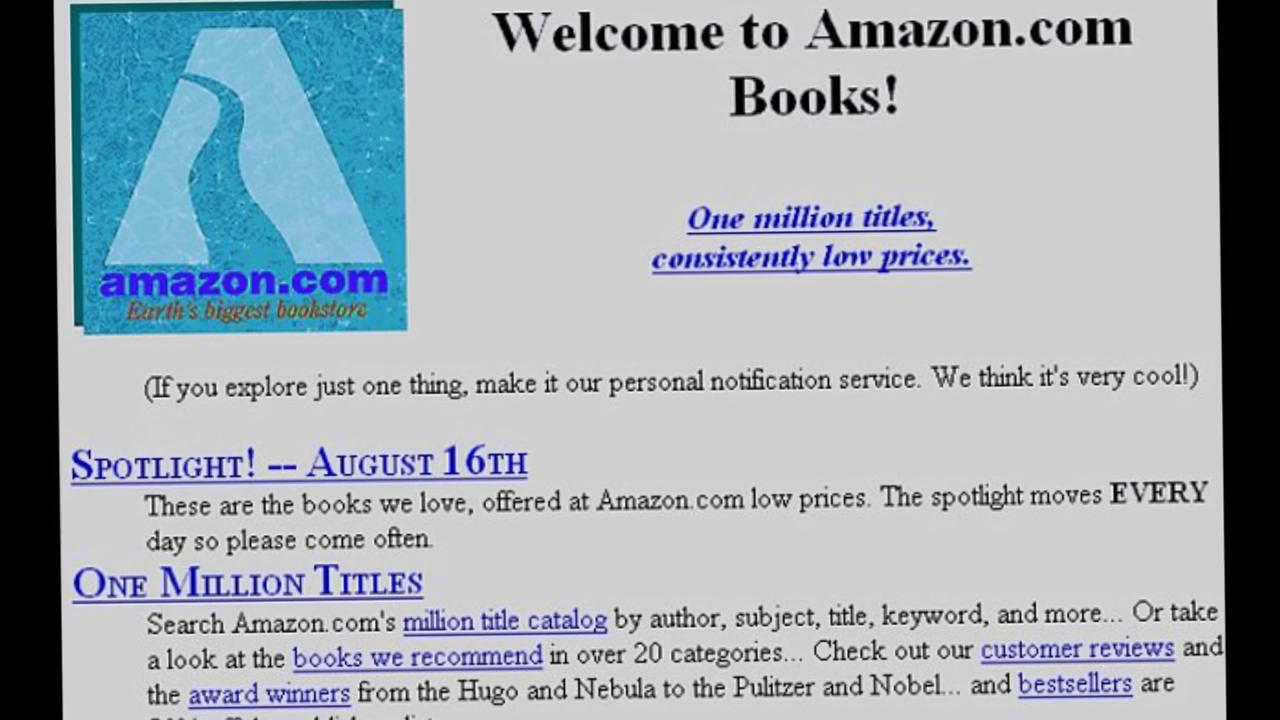 amazon.com
Earth's biggest bookstore
Welcome to Amazon.com
Books!
One million titles,
consistently low prices.
(If you explore just one thing, make it our personal notification service. We think it's very cool!)
SPOTLIGHT! -- AUGUST 16TH
These are the books we love, offered at Amazon.com low prices. The spotlight moves EVERY
day so please come often.
ONE MILLION TITLES
Search Amazon.com's million title catalog by author, subject, title, keyword, and more... Or take
a look at the books we recommend in over 20 categories... Check out our customer reviews and
the award winners from the Hugo and Nebula to the Pulitzer and Nobel... and bestsellers are